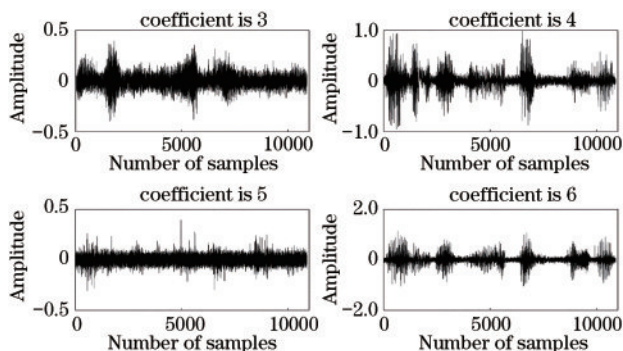 coefficient is 3
0.5
0
−0.5
Amplitude
0 5000 10000
Number of samples
coefficient is 4
1.0
0
−1.0
Amplitude
0 5000 10000
Number of samples
coefficient is 5
0.5
0
−0.5
Amplitude
0 5000 10000
Number of samples
coefficient is 6
2.0
0
−2.0
Amplitude
0 5000 10000
Number of samples